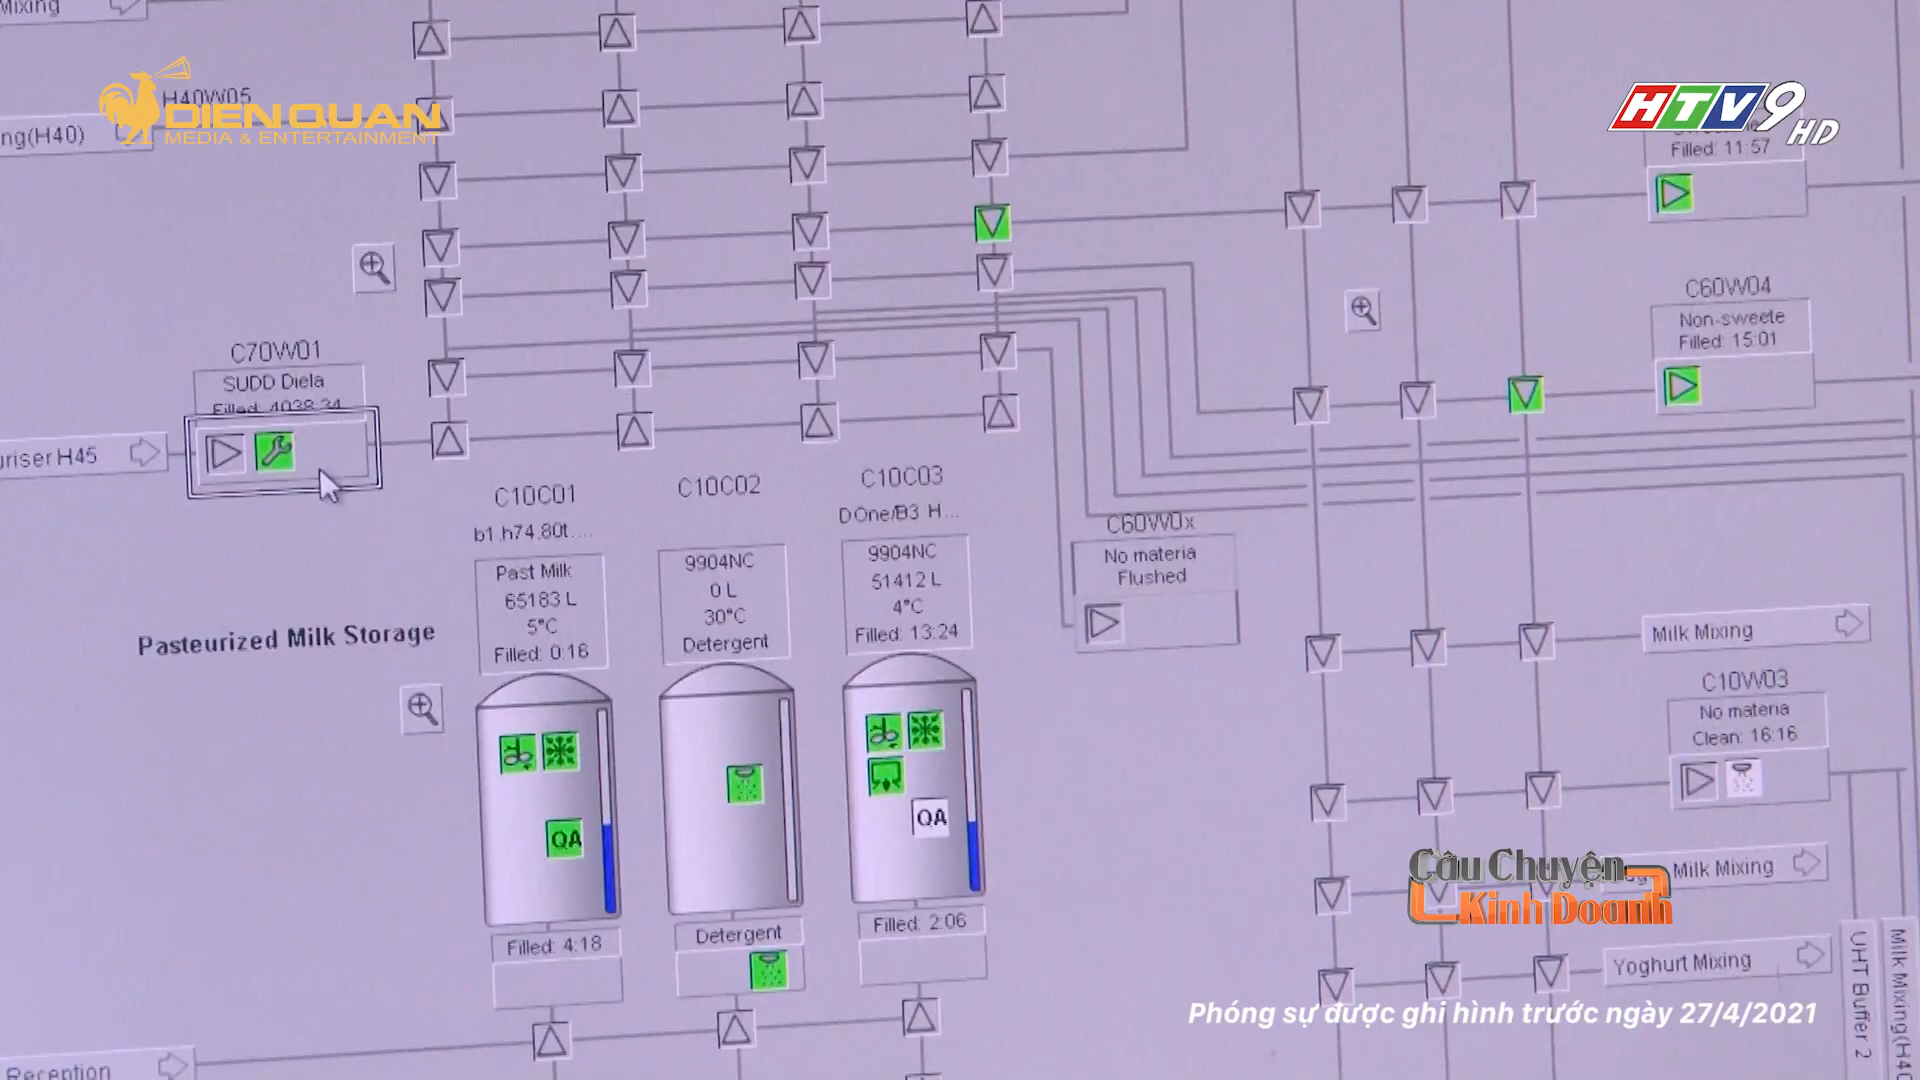 Mixing
H40W05
ng(H40)
DIENQUAN
MEDIA & ENTERTAINMENT
HTV9 HD
Filled: 11:57
C60W04
Non-sweete
Filled: 15:01
C70W01
SUDD Diela
Filled: 4038:34
uriser H45
C10C01
b1.h74.80t....
Past Milk
65183 L
5°C
Filled: 0:16
C10C02
9904NC
0 L
30°C
Detergent
C10C03
DOne/B3 H...
9904NC
51412 L
4°C
Filled: 13:24
C60W0x
No materia
Flushed
Pasteurized Milk Storage
Milk Mixing
C10W03
No materia
Clean: 16:16
QA
QA
Câu Chuyện
Kinh Doanh
Milk Mixing
Filled: 4:18
Detergent
Filled: 2:06
Yoghurt Mixing
UHT Buffer 2
Milk Mixing(H40
Phóng sự được ghi hình trước ngày 27/4/2021
Reception